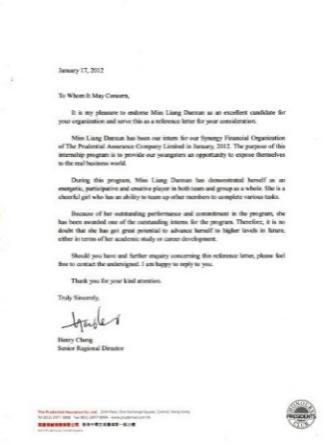 January 17, 2012
To Whom It May Concern,
It is my pleasure to endorse Miss Liang Danxun as an excellent candidate for
your organization and serve this as a reference letter for your consideration.
Miss Liang Danxun has been our intern for our Synergy Financial Organization
of The Prudential Assurance Company Limited in January, 2012. The purpose of this
internship program is to provide our youngsters an opportunity to expose themselves
to the real business world.
During this program, Miss Liang Danxun has demonstrated herself as an
energetic, participative and creative player in both team and group as a whole. She is a
cheerful girl who has an ability to team up other members to complete various tasks.
Because of her outstanding performance and commitment in the program, she
has been awarded one of the outstanding interns for the program. Therefore, it is no
doubt that she has got great potential to advance herself to higher levels in future,
either in terms of her academic study or career development.
Should you have and further enquiry concerning this reference letter, please feel
free to contact the undersigned. I am happy to reply to you.
Thank you for your kind attention.
Truly Sincerely,
Henry Cheng
Senior Regional Director
The Prudential Assurance Co. Ltd.
PRESIDENTS